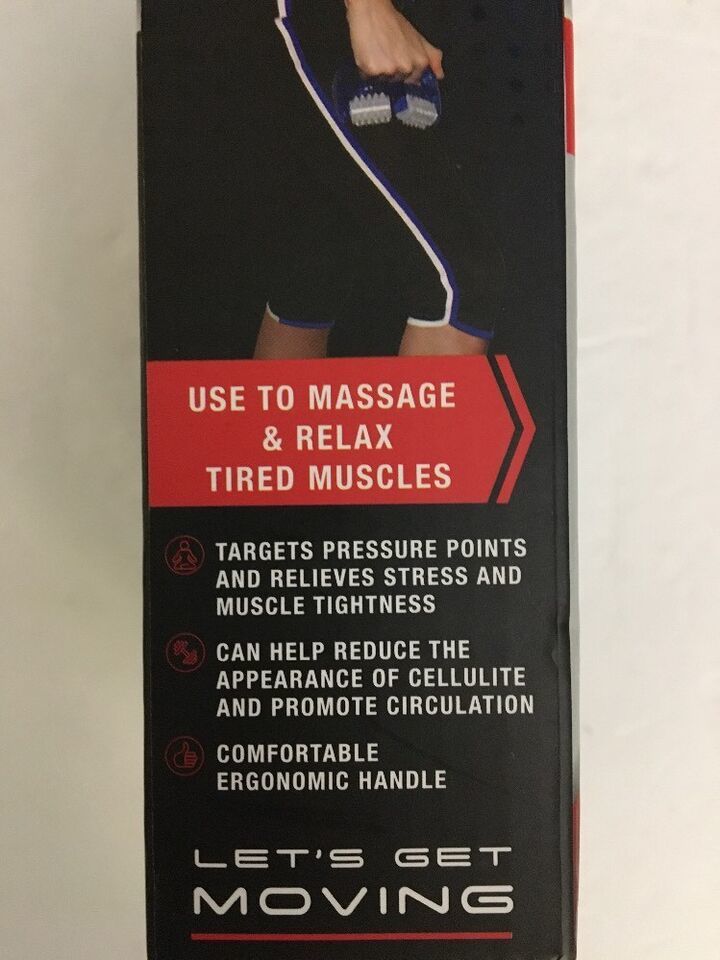 USE TO MASSAGE
& RELAX
TIRED MUSCLES
TARGETS PRESSURE POINTS
AND RELIEVES STRESS AND
MUSCLE TIGHTNESS
CAN HELP REDUCE THE
APPEARANCE OF CELLULITE
AND PROMOTE CIRCULATION
COMFORTABLE
ERGONOMIC HANDLE
LET'S GET
MOVING